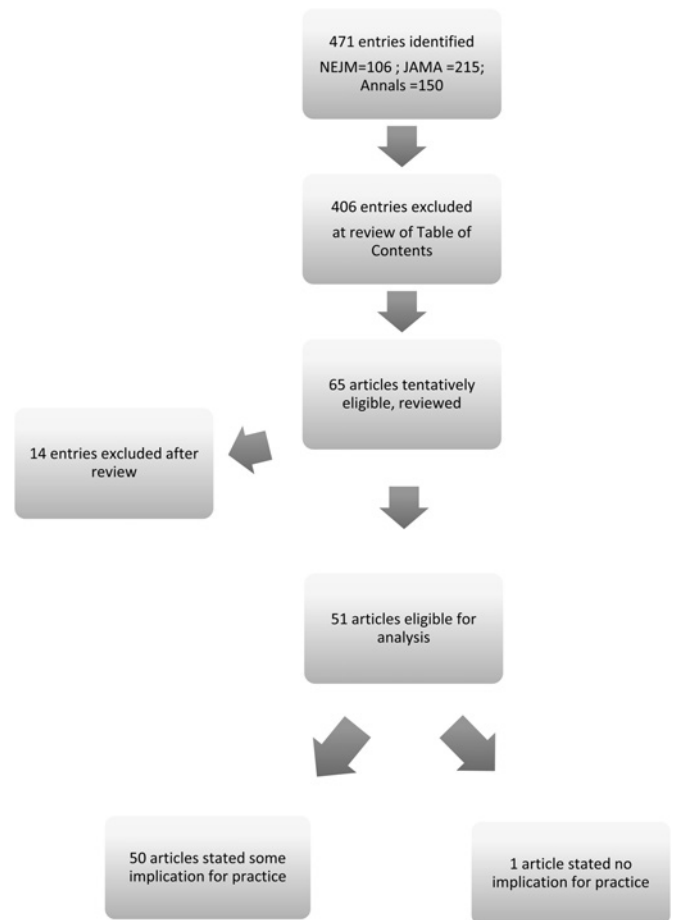 471 entries identified
NEJM=106 ; JAMA =215;
Annals =150
406 entries excluded
at review of Table of
Contents
65 articles tentatively
eligible, reviewed
14 entries excluded after
review
51 articles eligible for
analysis
50 articles stated some
implication for practice
1 article stated no
implication for practice